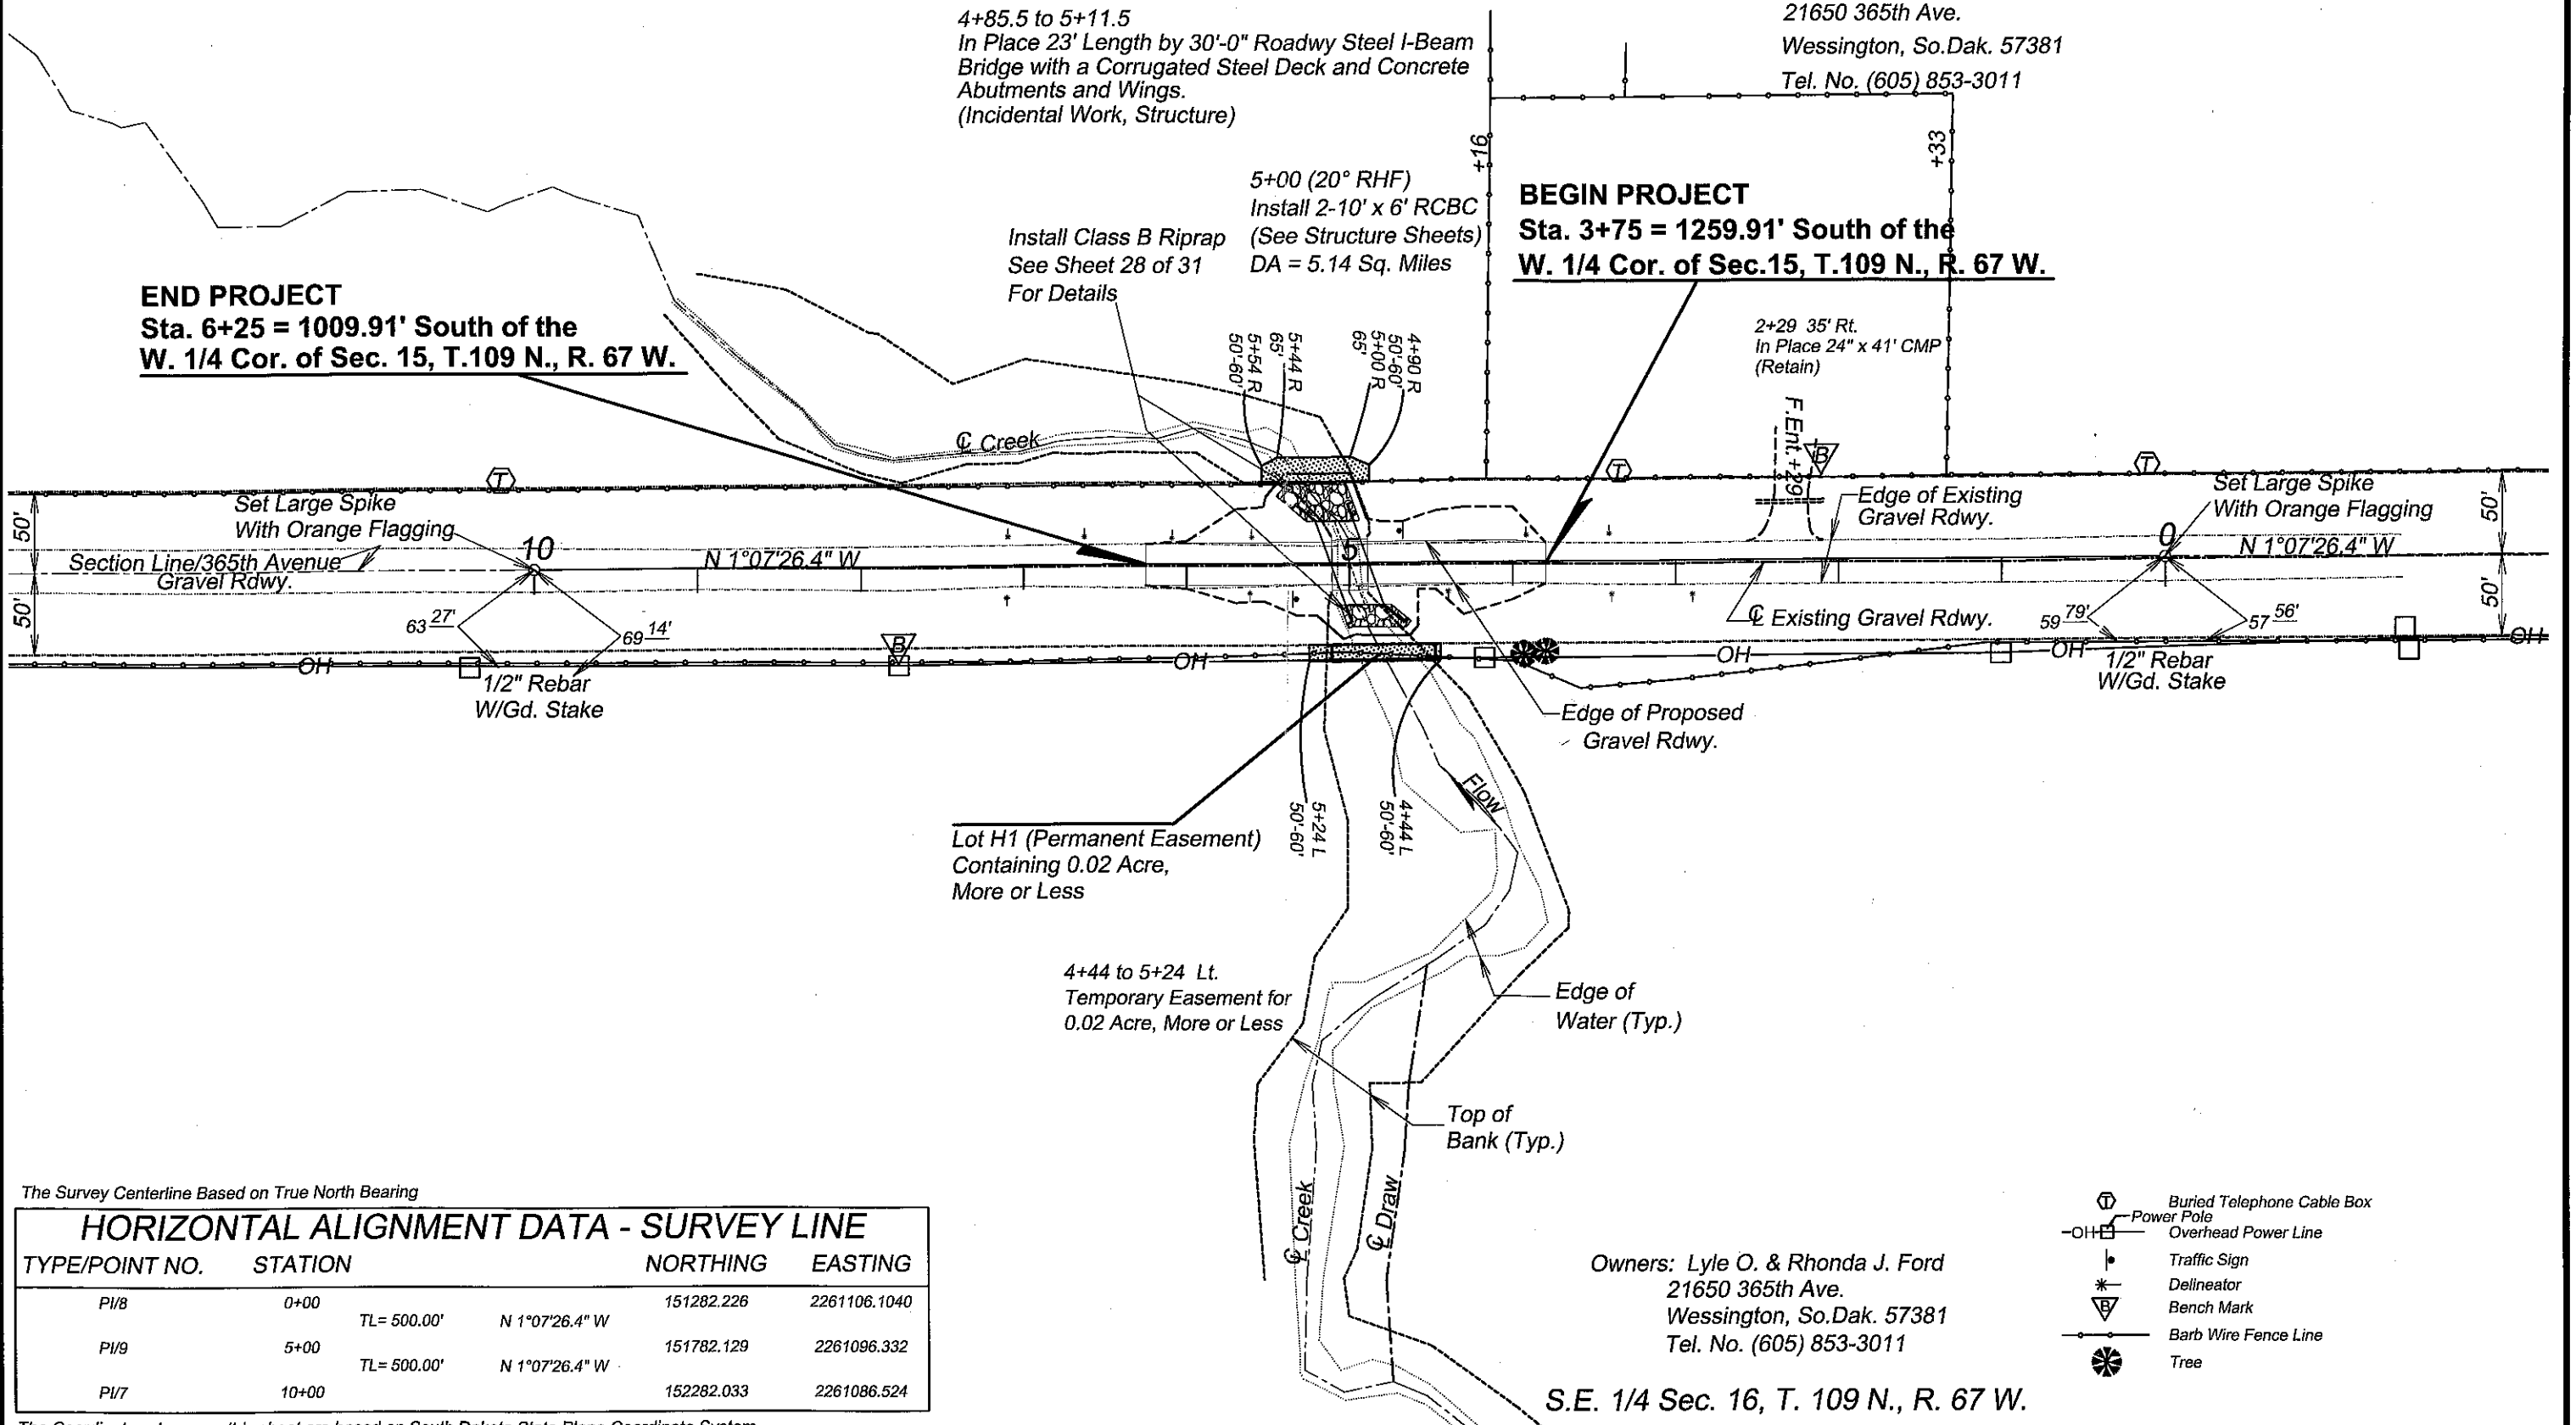 4+85.5 to 5+11.5
In Place 23' Length by 30'-0" Roadwy Steel I-Beam
Bridge with a Corrugated Steel Deck and Concrete
Abutments and Wings.
(Incidental Work, Structure)
21650 365th Ave.
Wessington, So.Dak. 57381
Tel. No. (605) 853-3011
+16
+33
5+00 (20° RHF)
Install 2-10' x 6' RCBC
(See Structure Sheets)
DA = 5.14 Sq. Miles
Install Class B Riprap
See Sheet 28 of 31
For Details
BEGIN PROJECT
Sta. 3+75 = 1259.91' South of the
W. 1/4 Cor. of Sec.15, T.109 N., R. 67 W.
END PROJECT
Sta. 6+25 = 1009.91' South of the
W. 1/4 Cor. of Sec. 15, T.109 N., R. 67 W.
2+29 35' Rt.
In Place 24" x 41' CMP
(Retain)
5+54 R
50'-60'
5+44 R
65'
5+00 R
65'
4+90 R
50'-60'
F.Ent. +29
℄ Creek
T
T
B
T
50'
50'
Set Large Spike
With Orange Flagging
Section Line/365th Avenue
Gravel Rdwy.
10
N 1°07'26.4" W
5
Edge of Existing
Gravel Rdwy.
Set Large Spike
With Orange Flagging
0
N 1°07'26.4" W
50'
50'
63 27'
69 14'
℄ Existing Gravel Rdwy.
59 79'
57 56'
B
OH
OH
OH
OH
OH
1/2" Rebar
W/Gd. Stake
1/2" Rebar
W/Gd. Stake
Edge of Proposed
Gravel Rdwy.
Flow
5+24 L
50'-60'
4+44 L
50'-60'
Lot H1 (Permanent Easement)
Containing 0.02 Acre,
More or Less
4+44 to 5+24 Lt.
Temporary Easement for
0.02 Acre, More or Less
Edge of
Water (Typ.)
Top of
Bank (Typ.)
℄ Creek
℄ Draw
The Survey Centerline Based on True North Bearing
HORIZONTAL ALIGNMENT DATA - SURVEY LINE
TYPE/POINT NO. STATION NORTHING EASTING
PI/8 0+00 151282.226 2261106.1040
TL= 500.00' N 1°07'26.4" W
PI/9 5+00 151782.129 2261096.332
TL= 500.00' N 1°07'26.4" W
PI/7 10+00 152282.033 2261086.524
Owners: Lyle O. & Rhonda J. Ford
21650 365th Ave.
Wessington, So.Dak. 57381
Tel. No. (605) 853-3011
S.E. 1/4 Sec. 16, T. 109 N., R. 67 W.
T Buried Telephone Cable Box
Power Pole
OH Overhead Power Line
Traffic Sign
Delineator
B Bench Mark
Barb Wire Fence Line
Tree